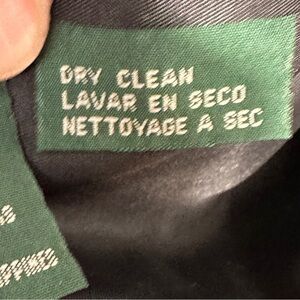 DRY CLEAN
LAVAR EN SECO
NETTOYAGE A SEC